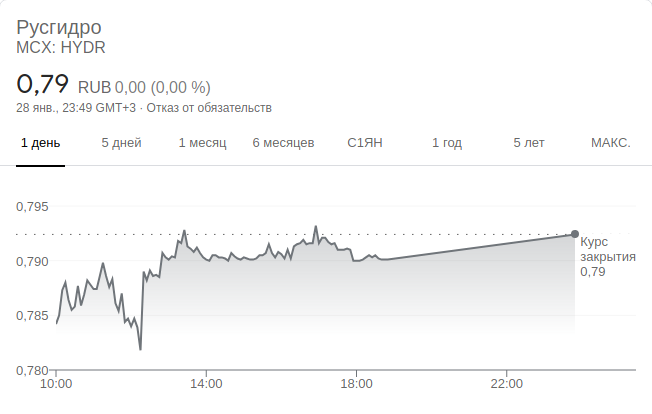 Русгидро
MCX: HYDR
0,79 RUB 0,00 (0,00 %)
28 янв., 23:49 GMT+3 · Отказ от обязательств
1 день 5 дней 1 месяц 6 месяцев С1ЯН 1 год 5 лет МАКС.
0,795
Курс
закрытия
0,79
0,790
0,785
0,780
10:00 14:00 18:00 22:00